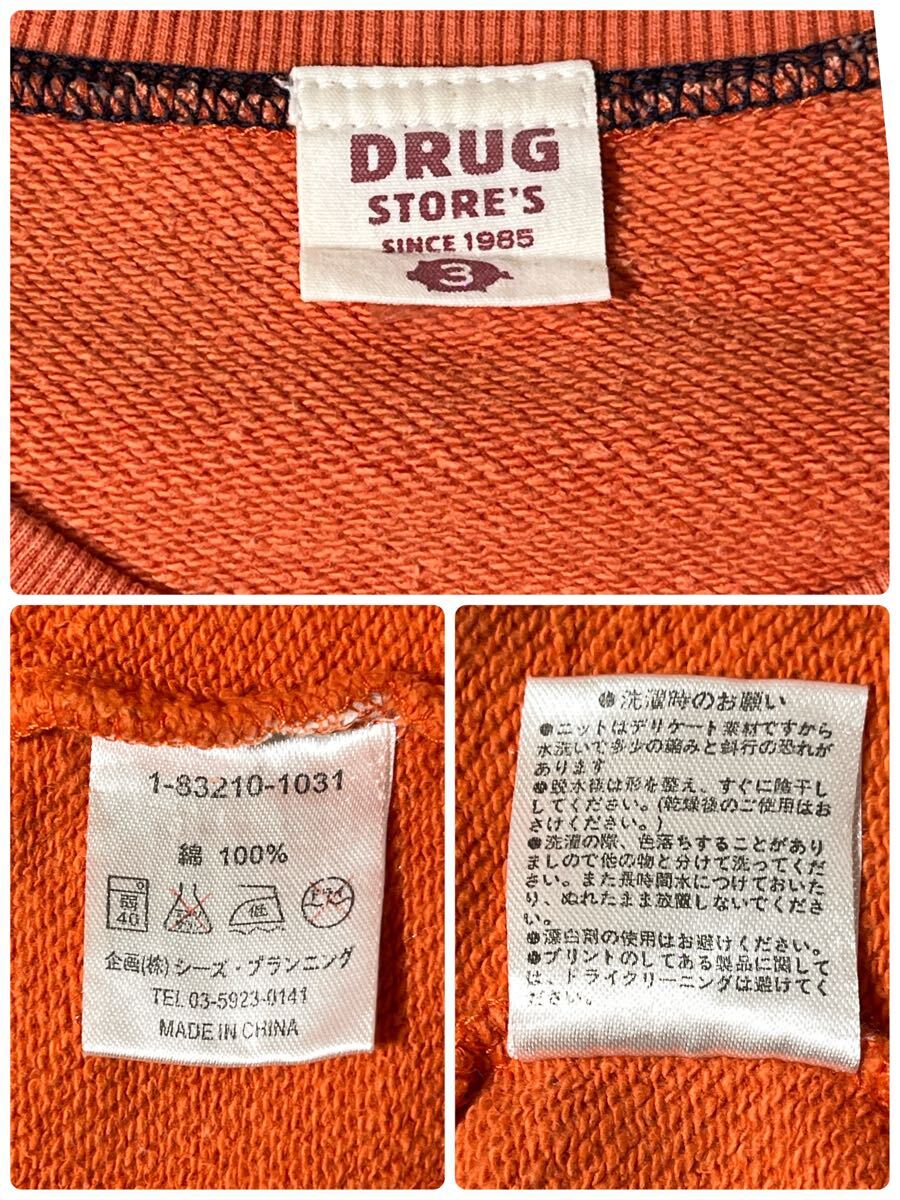 DRUG
STORE'S
SINCE 1985
3
1-83210-1031
綿 100%
弱
40
低
企画(株)シーズ・プランニング
TEL 03-5923-0141
MADE IN CHINA
●洗濯時のお願い
●ニットはデリケート素材ですから
水洗いで多少の縮みと斜行の恐れが
あります
●脱水後は形を整え、すぐに陰干し
してください。(乾燥後のご使用はお
さけください。)
●洗濯の際、色落ちすることがあり
ましので他の物と分けて洗ってくだ
さい。また長時間水につけておいた
り、ぬれたまま放置しないでくださ
い。
●漂白剤の使用はお避けください。
●プリントのしてある製品に関して
は、ドライクリーニングは避けてく
ださい。